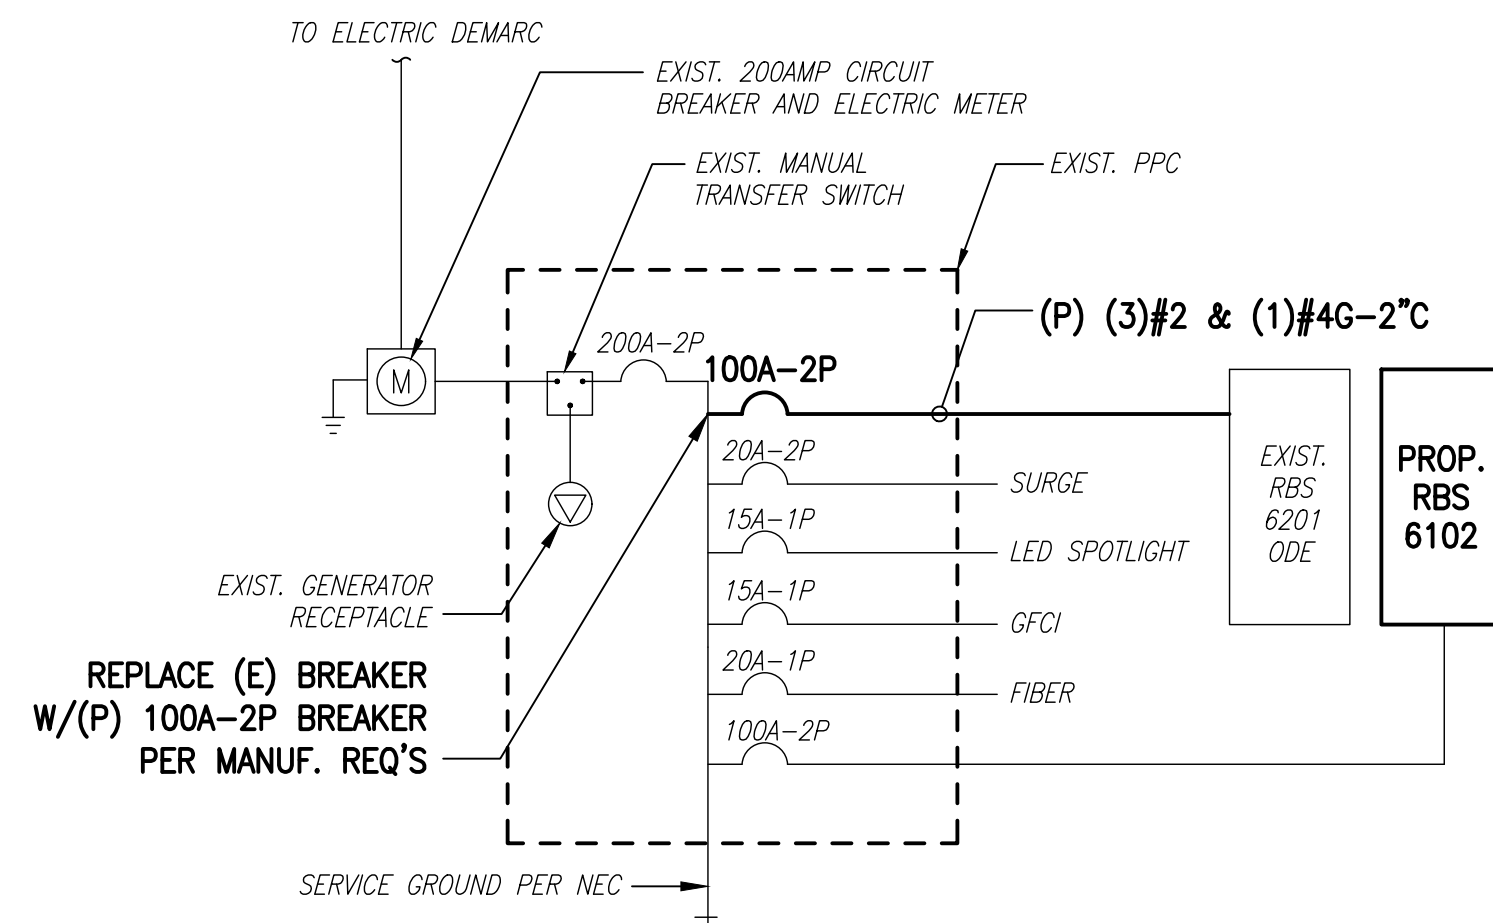 TO ELECTRIC DEMARC
EXIST. 200AMP CIRCUIT
BREAKER AND ELECTRIC METER
EXIST. MANUAL
TRANSFER SWITCH
EXIST. PPC
(P) (3)#2 & (1)#4G-2"C
200A-2P
100A-2P
M
20A-2P
SURGE
15A-1P
LED SPOTLIGHT
15A-1P
GFCI
20A-1P
FIBER
100A-2P
EXIST.
RBS
6201
ODE
PROP.
RBS
6102
EXIST. GENERATOR
RECEPTACLE
REPLACE (E) BREAKER
W/(P) 100A-2P BREAKER
PER MANUF. REQ'S
SERVICE GROUND PER NEC